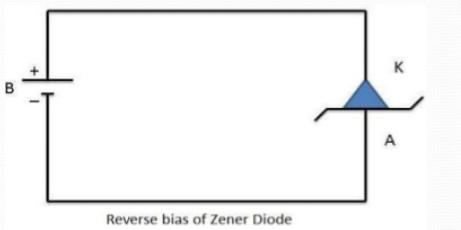 +
K
B
−
A
Reverse bias of Zener Diode